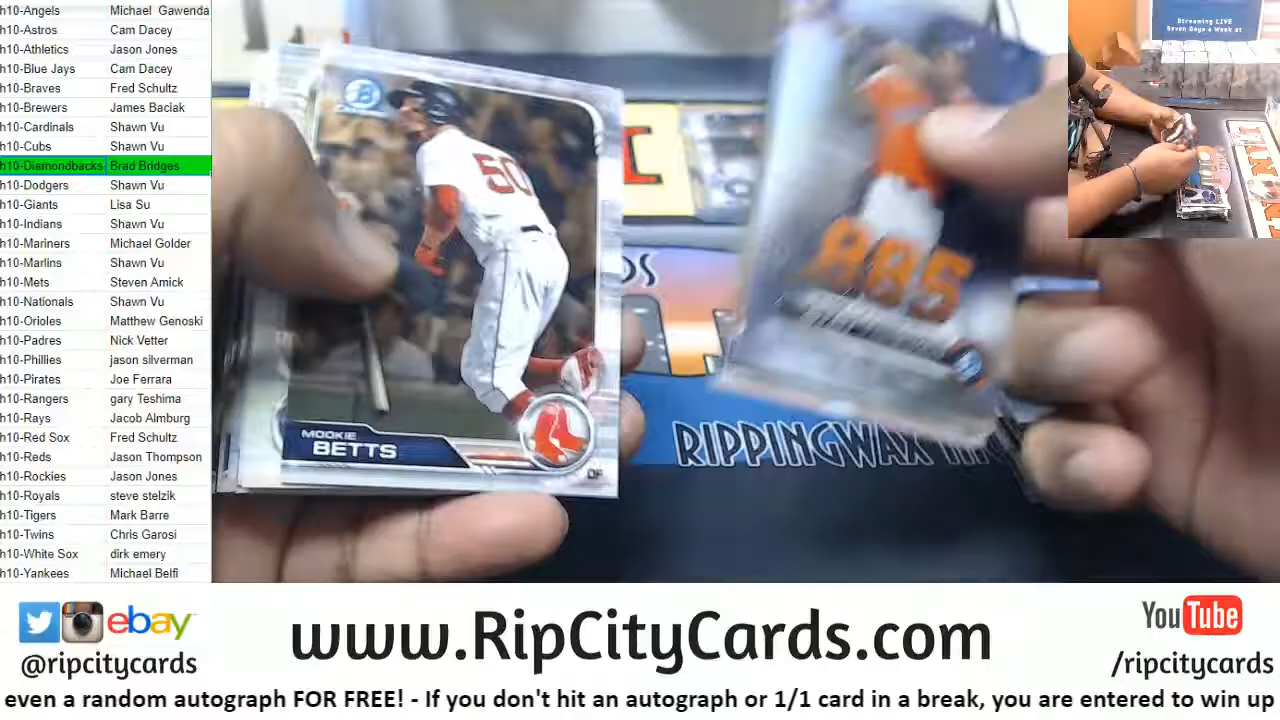 h10-Angels Michael Gawenda
h10-Astros Cam Dacey
h10-Athletics Jason Jones
h10-Blue Jays Cam Dacey
h10-Braves Fred Schultz
h10-Brewers James Baciak
h10-Cardinals Shawn Vu
h10-Cubs Shawn Vu
h10-Diamondbacks Brad Bridges
h10-Dodgers Shawn Vu
h10-Giants Lisa Su
h10-Indians Shawn Vu
h10-Mariners Michael Golder
h10-Marlins Shawn Vu
h10-Mets Steven Amick
h10-Nationals Shawn Vu
h10-Orioles Matthew Genoski
h10-Padres Nick Vetter
h10-Phillies jason silverman
h10-Pirates Joe Ferrara
h10-Rangers gary Teshima
h10-Rays Jacob Almburg
h10-Red Sox Fred Schultz
h10-Reds Jason Thompson
h10-Rockies Jason Jones
h10-Royals steve stelzik
h10-Tigers Mark Barre
h10-Twins Chris Garosi
h10-White Sox dirk emery
h10-Yankees Michael Belfi
50
MOOKIE
BETTS
OF
885
RIPPINGWAX
Streaming LIVE
Seven Days a Week at
ebay
@ripcitycards
www.RipCityCards.com
YouTube
/ripcitycards
even a random autograph FOR FREE! - If you don't hit an autograph or 1/1 card in a break, you are entered to win up